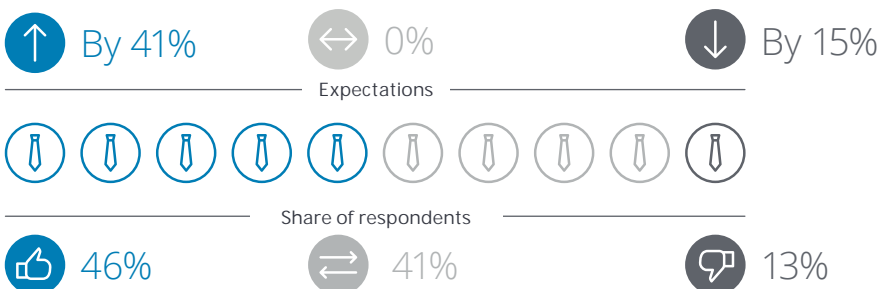 By 41% 0% By 15%
Expectations
Share of respondents
46% 41% 13%